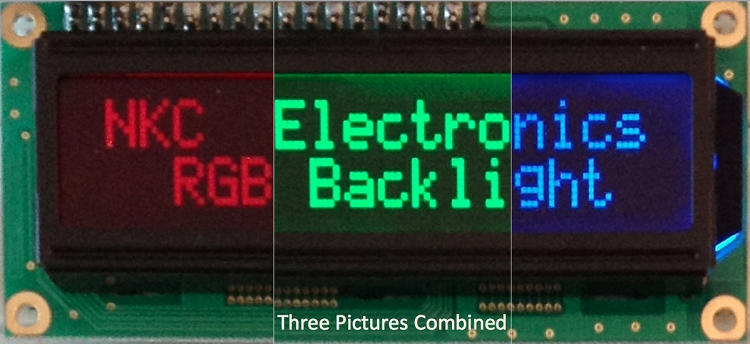 NKC Electronics
RGB Backlight
Three Pictures Combined